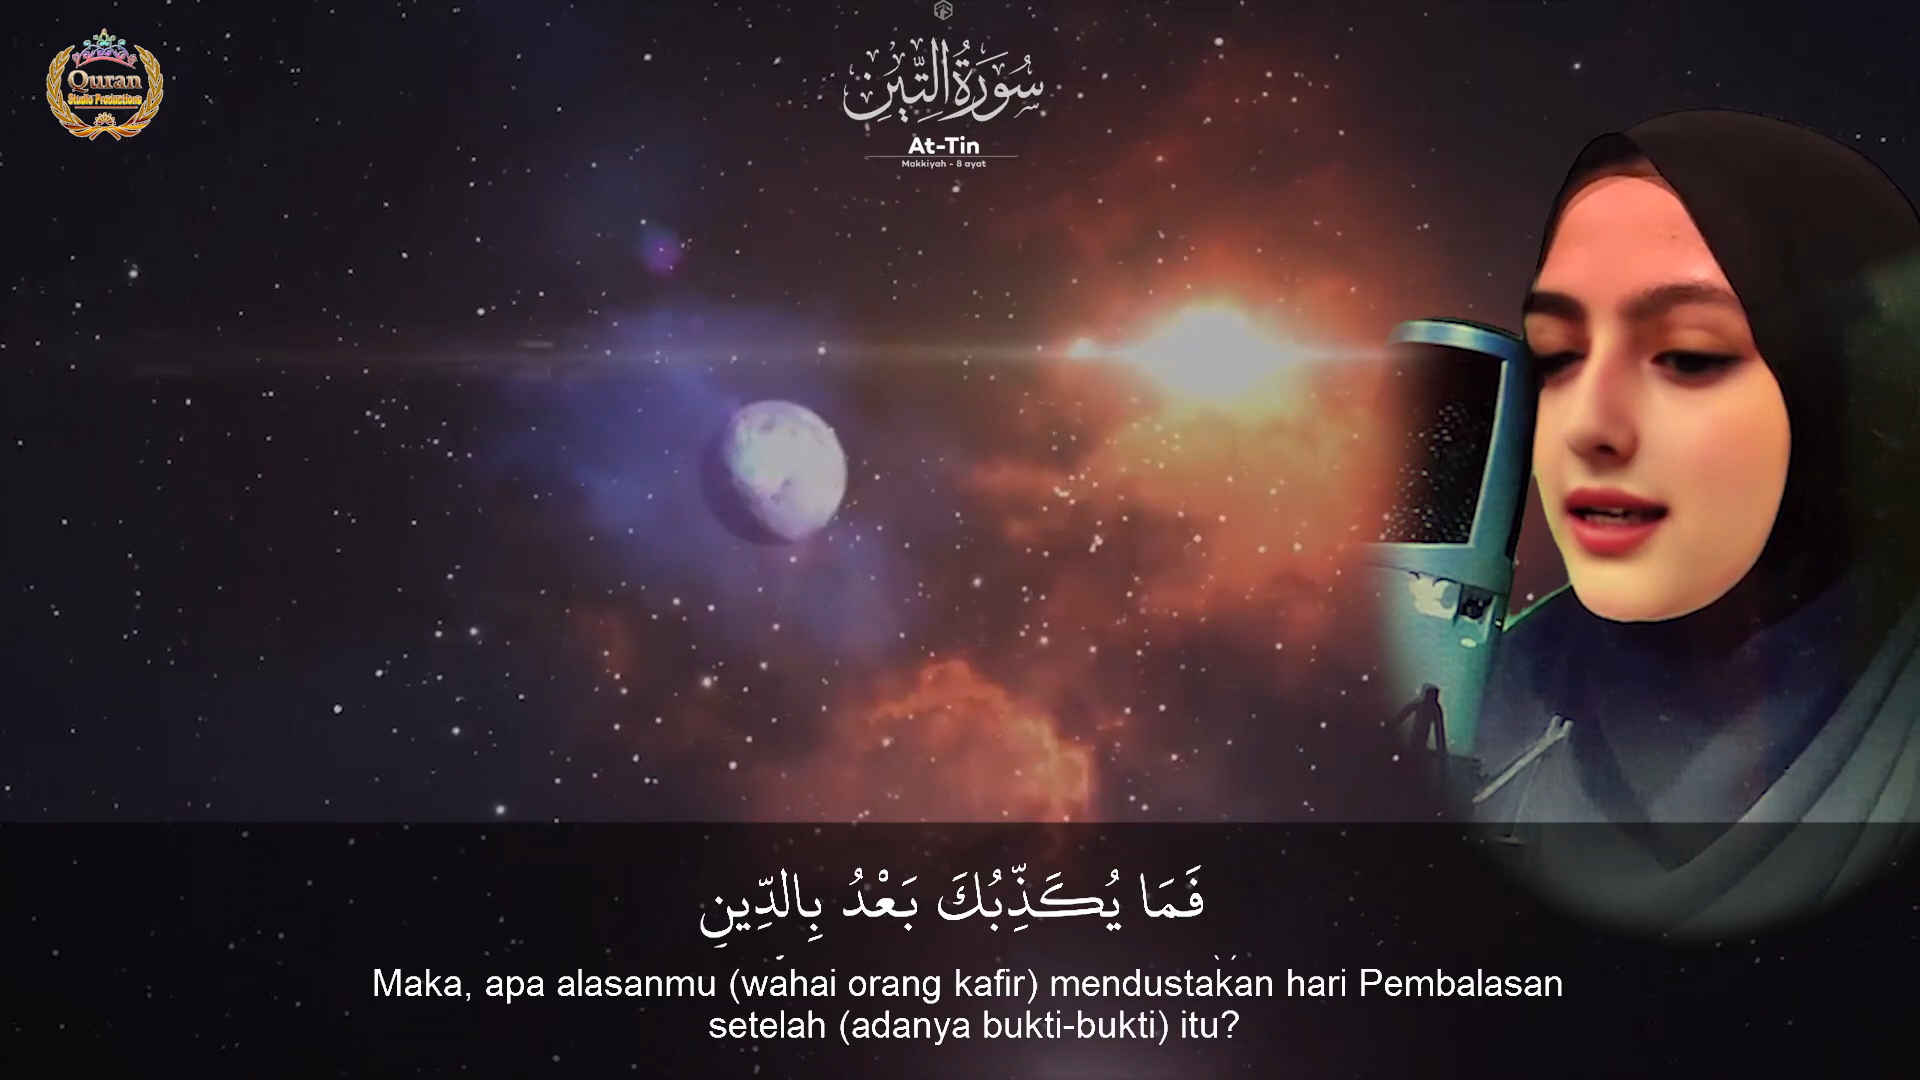 Quran
Studio Productions
سُورَةُ التِّينِ
At-Tin
Makkiyah - 8 ayat
فَمَا يُكَذِّبُكَ بَعْدُ بِالدِّينِ
Maka, apa alasanmu (wahai orang kafir) mendustakan hari Pembalasan
setelah (adanya bukti-bukti) itu?